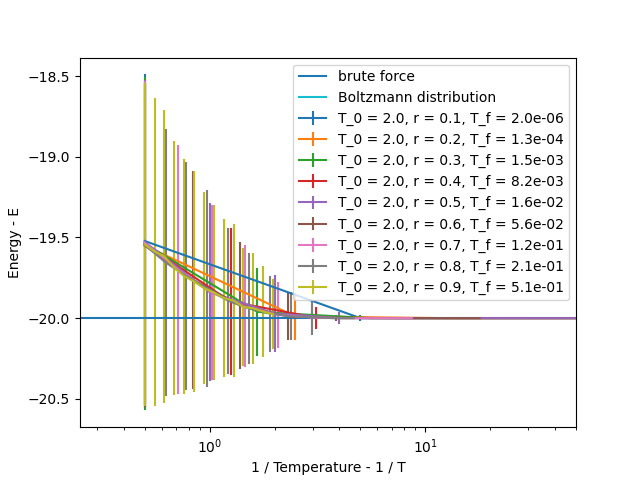 brute force
Boltzmann distribution
T_0 = 2.0, r = 0.1, T_f = 2.0e-06
T_0 = 2.0, r = 0.2, T_f = 1.3e-04
T_0 = 2.0, r = 0.3, T_f = 1.5e-03
T_0 = 2.0, r = 0.4, T_f = 8.2e-03
T_0 = 2.0, r = 0.5, T_f = 1.6e-02
T_0 = 2.0, r = 0.6, T_f = 5.6e-02
T_0 = 2.0, r = 0.7, T_f = 1.2e-01
T_0 = 2.0, r = 0.8, T_f = 2.1e-01
T_0 = 2.0, r = 0.9, T_f = 5.1e-01
Energy - E
−18.5
−19.0
−19.5
−20.0
−20.5
10⁰ 10¹
1 / Temperature - 1 / T